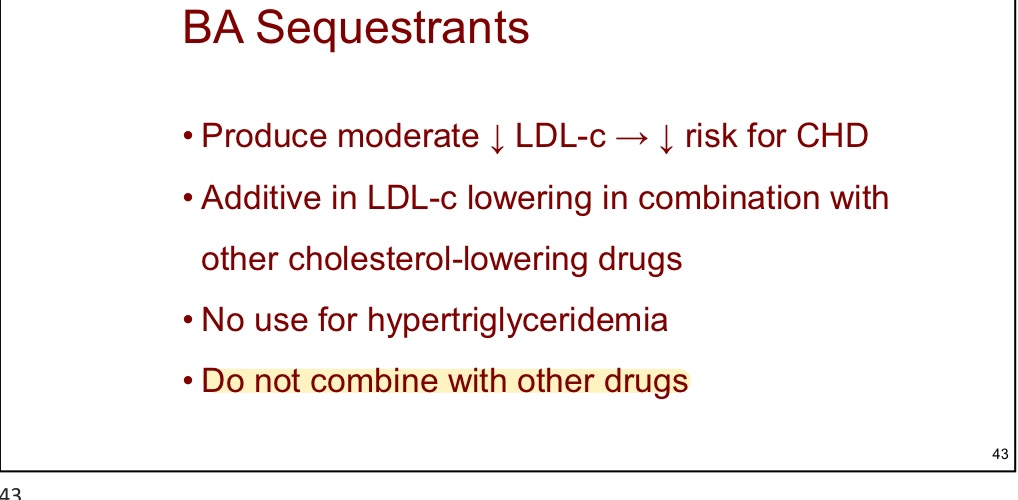 BA Sequestrants
• Produce moderate ↓ LDL-c → ↓ risk for CHD
• Additive in LDL-c lowering in combination with
other cholesterol-lowering drugs
• No use for hypertriglyceridemia
• Do not combine with other drugs
43
43